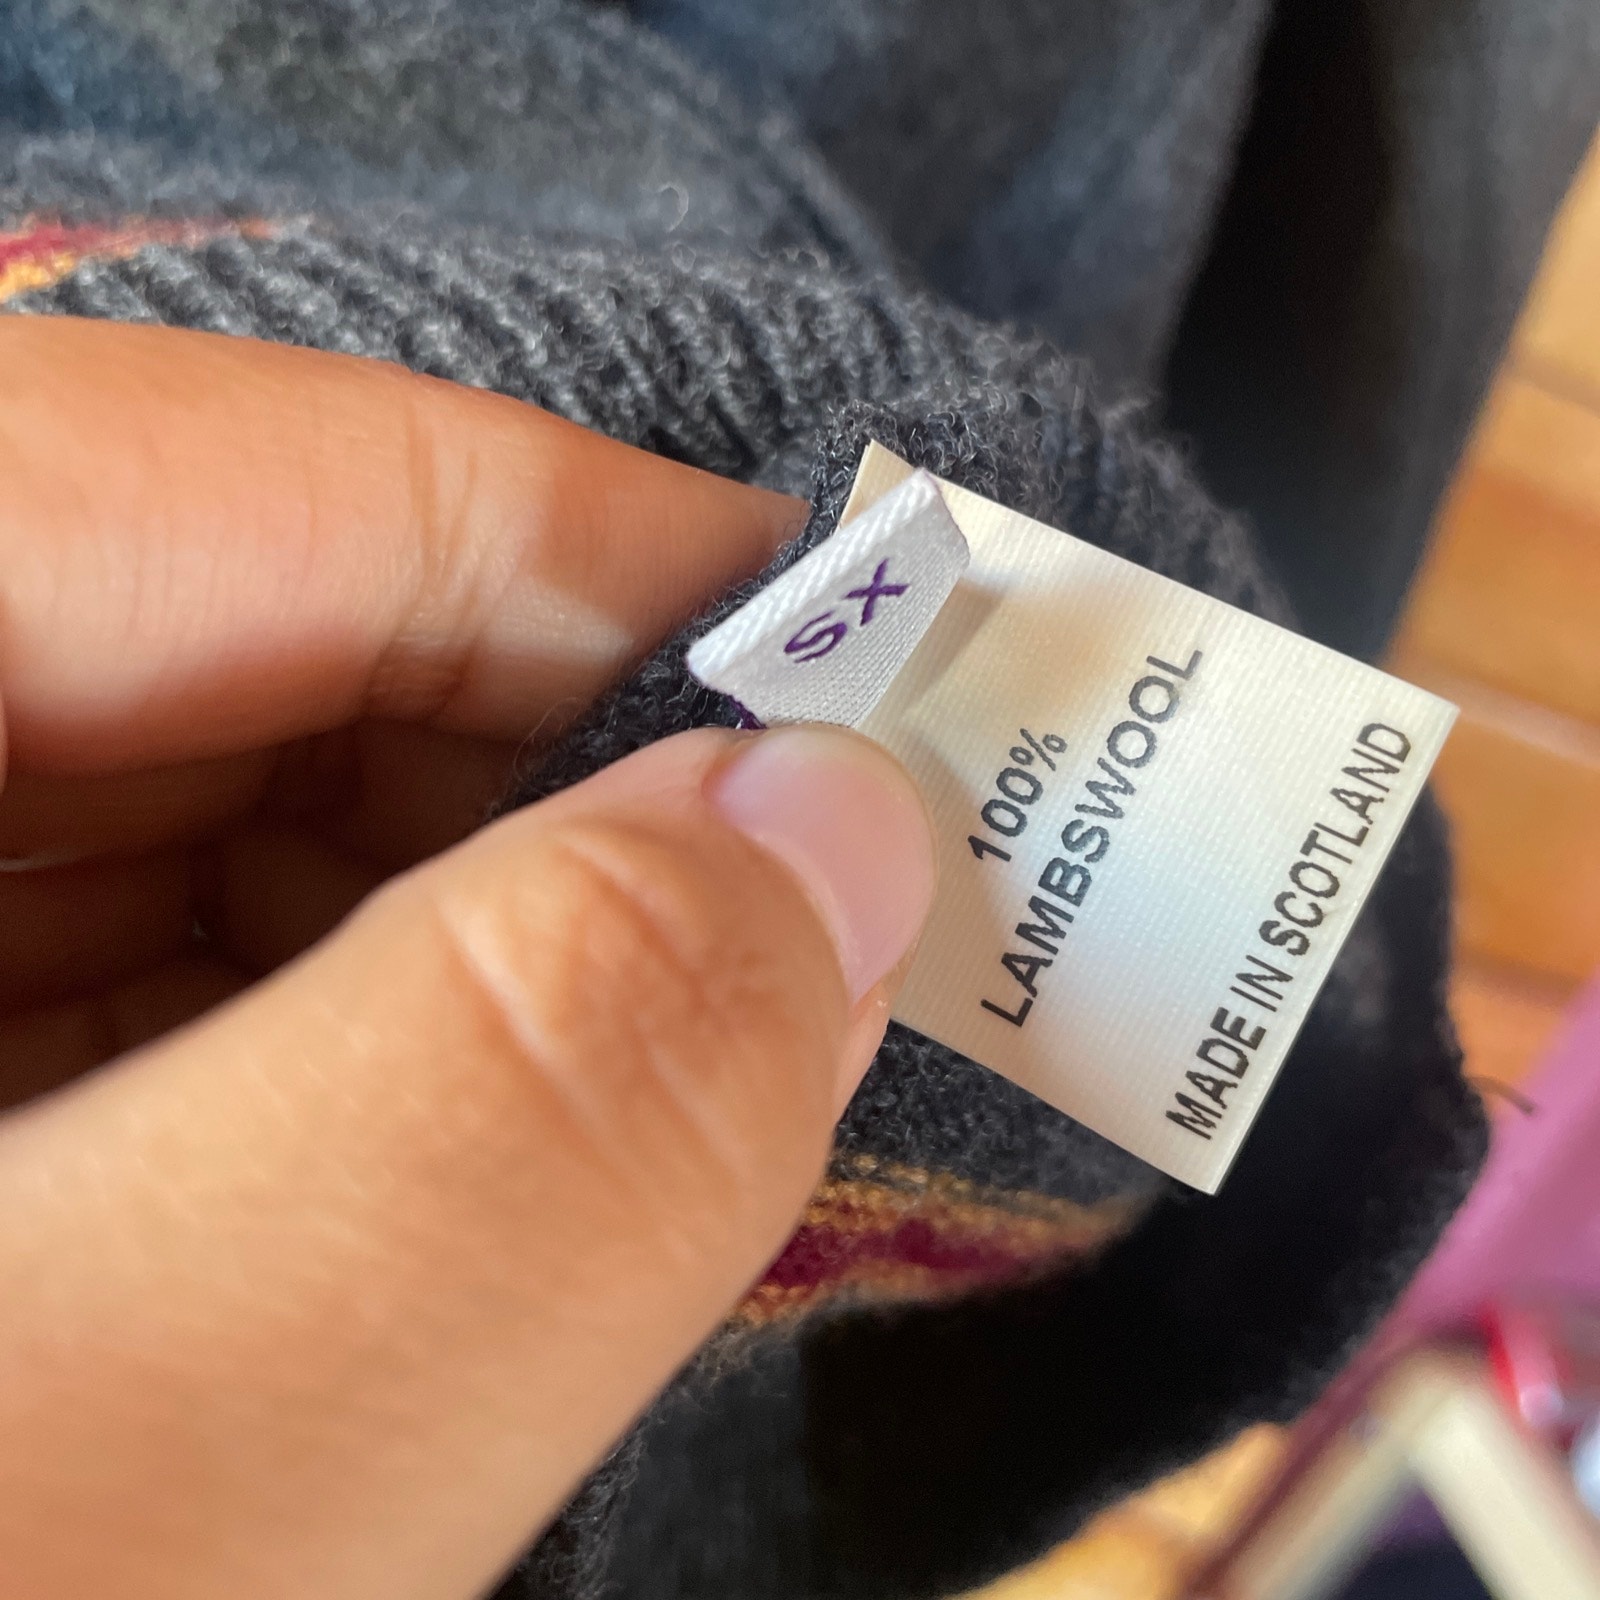 XS
100%
LAMBSWOOL
MADE IN SCOTLAND